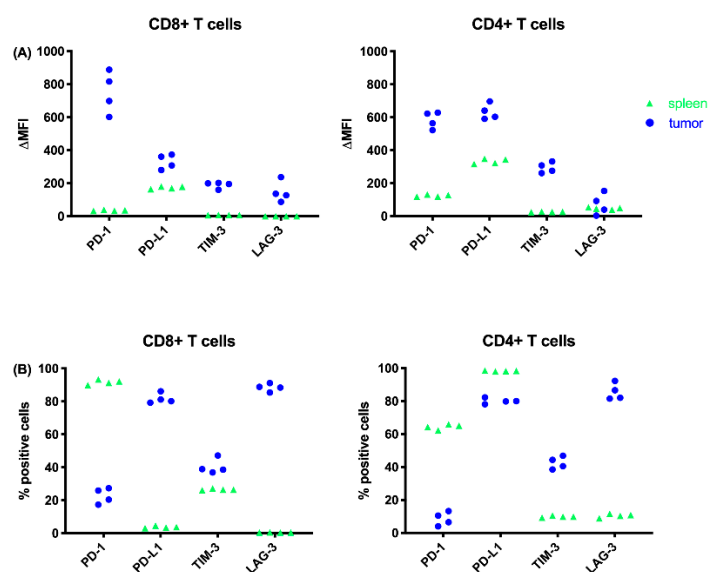 CD8+ T cells
CD4+ T cells
(A)
1000
800
600
400
200
0
ΔMFI
PD-1
PD-L1
TIM-3
LAG-3
1000
800
600
400
200
0
ΔMFI
PD-1
PD-L1
TIM-3
LAG-3
spleen
tumor
CD8+ T cells
CD4+ T cells
(B)
100
80
60
40
20
0
% positive cells
PD-1
PD-L1
TIM-3
LAG-3
100
80
60
40
20
0
% positive cells
PD-1
PD-L1
TIM-3
LAG-3